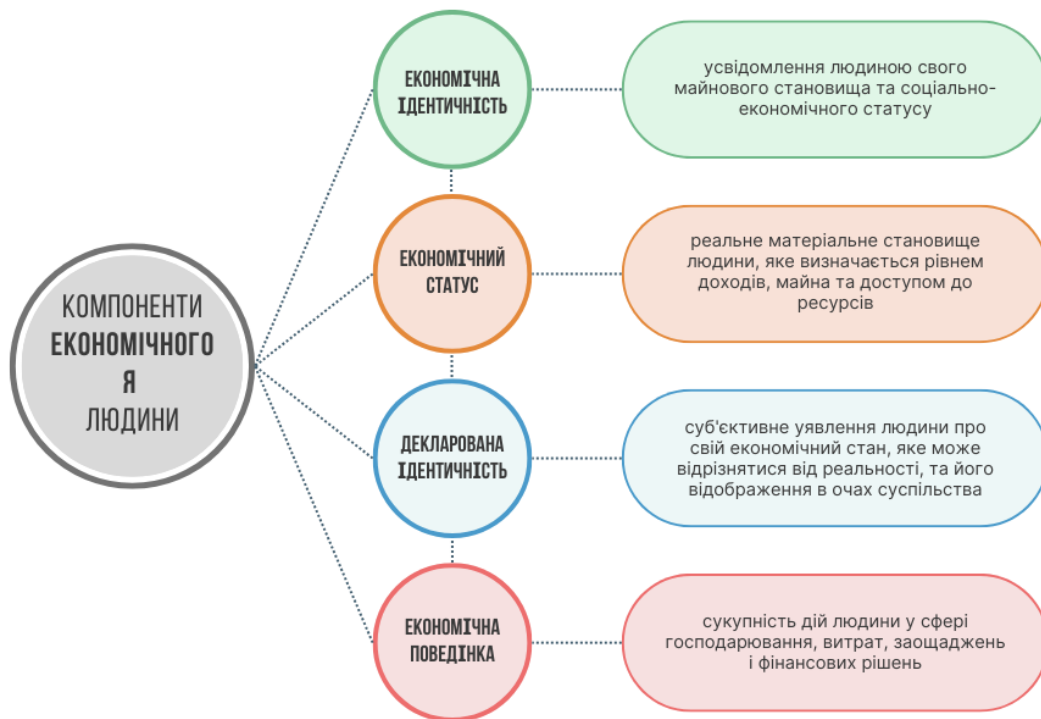 КОМПОНЕНТИ
ЕКОНОМІЧНОГО
Я
ЛЮДИНИ
ЕКОНОМІЧНА
ІДЕНТИЧНІСТЬ
усвідомлення людиною свого
майнового становища та соціально-
економічного статусу
ЕКОНОМІЧНИЙ
СТАТУС
реальне матеріальне становище
людини, яке визначається рівнем
доходів, майна та доступом до
ресурсів
ДЕКЛАРОВАНА
ІДЕНТИЧНІСТЬ
суб'єктивне уявлення людини про
свій економічний стан, яке може
відрізнятися від реальності, та його
відображення в очах суспільства
ЕКОНОМІЧНА
ПОВЕДІНКА
сукупність дій людини у сфері
господарювання, витрат, заощаджень
і фінансових рішень